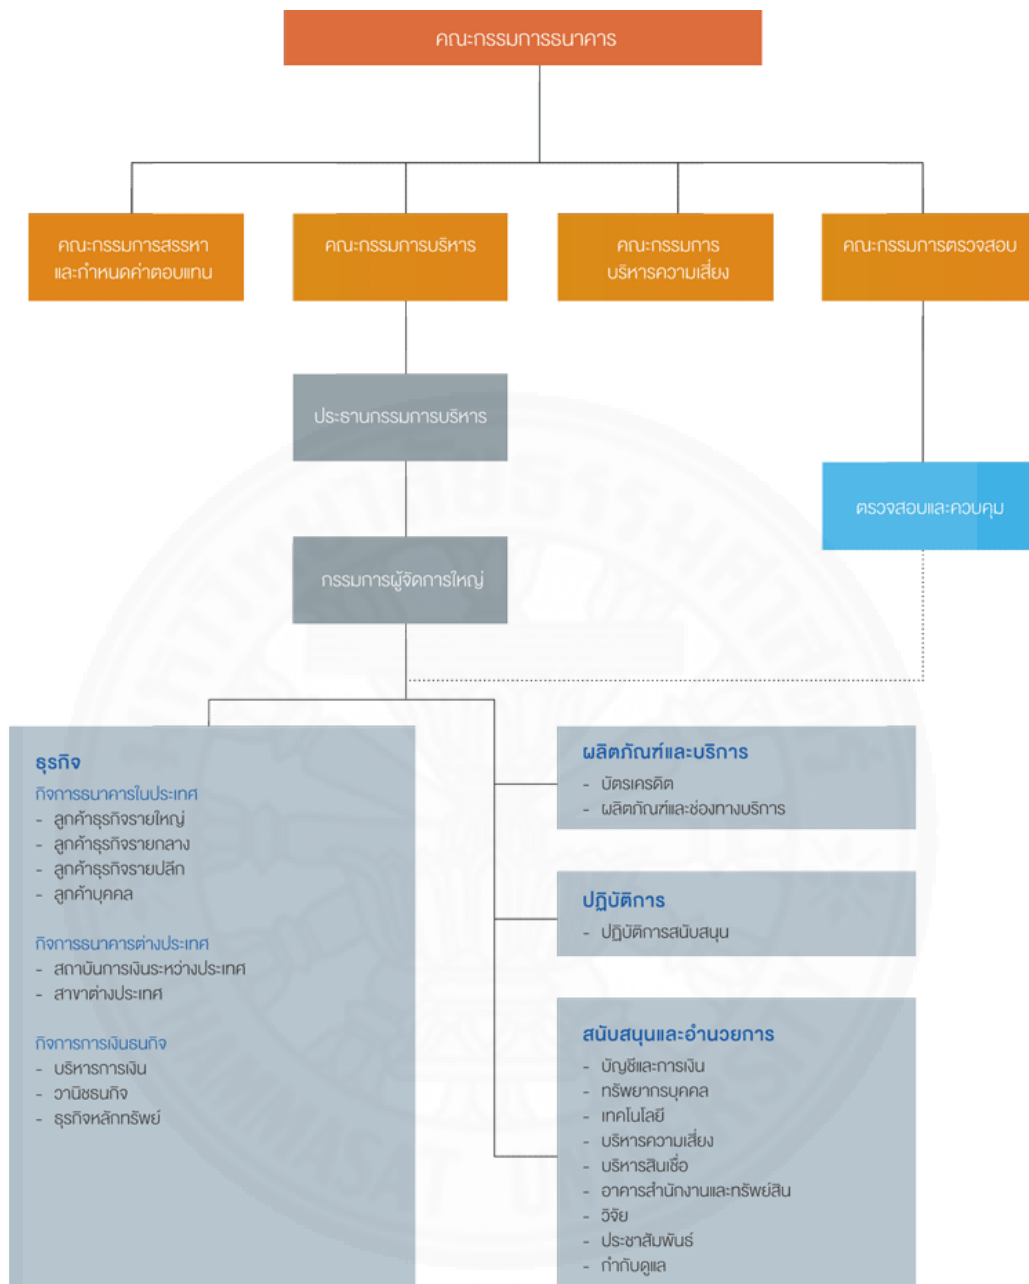 คณะกรรมการธนาคาร
คณะกรรมการสรรหา
และกำหนดค่าตอบแทน
คณะกรรมการบริหาร
คณะกรรมการ
บริหารความเสี่ยง
คณะกรรมการตรวจสอบ
ประธานกรรมการบริหาร
ตรวจสอบและควบคุม
กรรมการผู้จัดการใหญ่
ธุรกิจ
กิจการธนาคารในประเทศ
- ลูกค้าธุรกิจรายใหญ่
- ลูกค้าธุรกิจรายกลาง
- ลูกค้าธุรกิจรายปลีก
- ลูกค้าบุคคล
กิจการธนาคารต่างประเทศ
- สถาบันการเงินระหว่างประเทศ
- สาขาต่างประเทศ
กิจการการเงินธนกิจ
- บริหารการเงิน
- วานิชธนกิจ
- ธุรกิจหลักทรัพย์
ผลิตภัณฑ์และบริการ
- บัตรเครดิต
- ผลิตภัณฑ์และช่องทางบริการ
ปฏิบัติการ
- ปฏิบัติการสนับสนุน
สนับสนุนและอำนวยการ
- บัญชีและการเงิน
- ทรัพยากรบุคคล
- เทคโนโลยี
- บริหารความเสี่ยง
- บริหารสินเชื่อ
- อาคารสำนักงานและทรัพย์สิน
- วิจัย
- ประชาสัมพันธ์
- กำกับดูแล
มหาวิทยาลัยธรรมศาสตร์
THAMMASAT UNIVERSITY